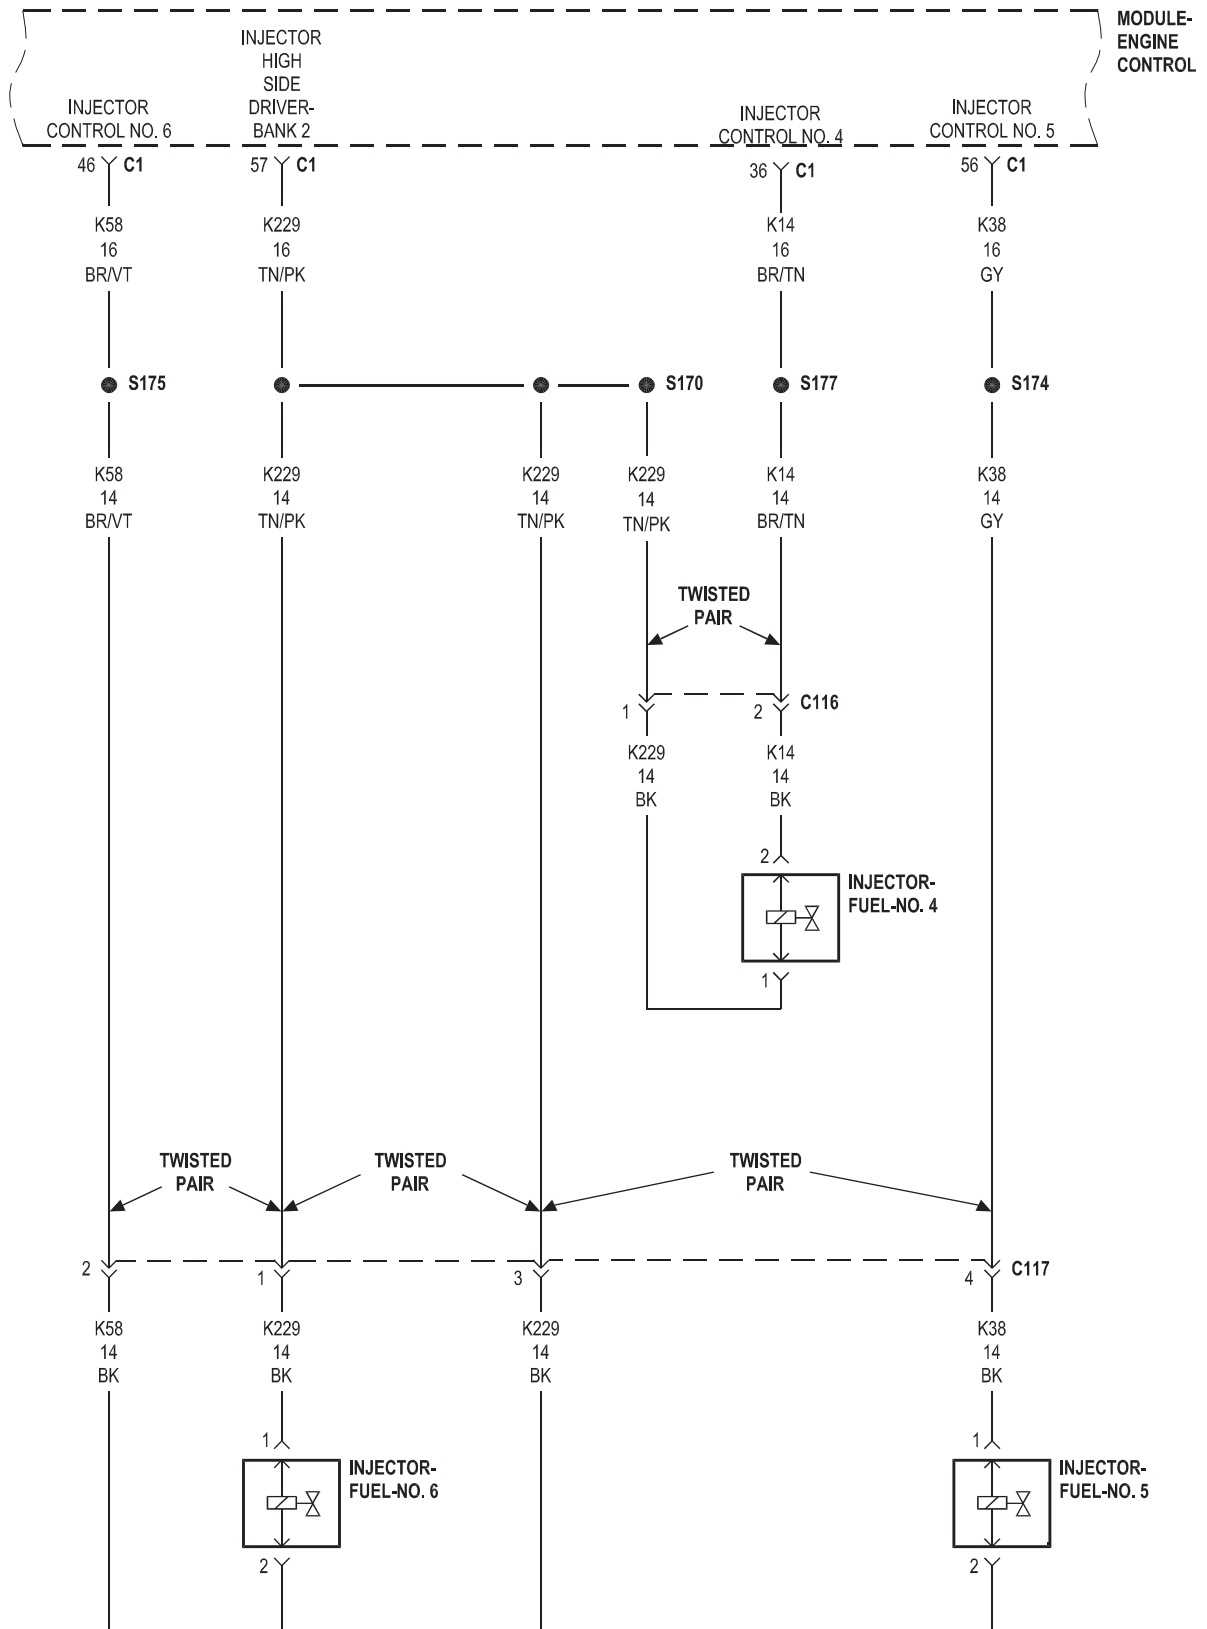 MODULE-
ENGINE
CONTROL
INJECTOR
HIGH
SIDE
DRIVER-
BANK 2
INJECTOR
CONTROL NO. 6
INJECTOR
CONTROL NO. 4
INJECTOR
CONTROL NO. 5
46 C1
57 C1
36 C1
56 C1
K58
16
BR/VT
K229
16
TN/PK
K14
16
BR/TN
K38
16
GY
S175
S170
S177
S174
K58
14
BR/VT
K229
14
TN/PK
K229
14
TN/PK
K229
14
TN/PK
K14
14
BR/TN
K38
14
GY
TWISTED
PAIR
1
2
C116
K229
14
BK
K14
14
BK
2
INJECTOR-
FUEL-NO. 4
1
TWISTED
PAIR
TWISTED
PAIR
TWISTED
PAIR
2
1
3
4
C117
K58
14
BK
K229
14
BK
K229
14
BK
K38
14
BK
1
INJECTOR-
FUEL-NO. 6
2
1
INJECTOR-
FUEL-NO. 5
2